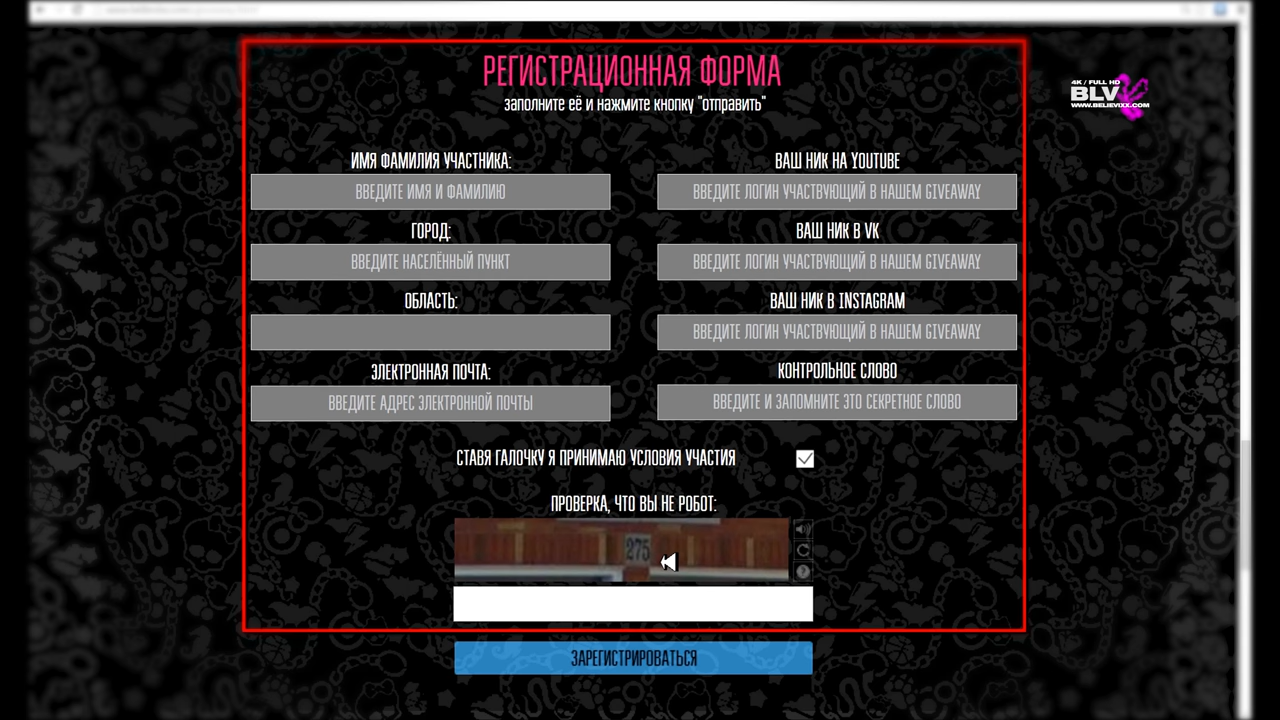 РЕГИСТРАЦИОННАЯ ФОРМА
заполните её и нажмите кнопку "отправить"
4K / FULL HD
BLV
WWW.BELIEVIXX.COM
ИМЯ ФАМИЛИЯ УЧАСТНИКА:
ВВЕДИТЕ ИМЯ И ФАМИЛИЮ
ГОРОД:
ВВЕДИТЕ НАСЕЛЁННЫЙ ПУНКТ
ОБЛАСТЬ:
ЭЛЕКТРОННАЯ ПОЧТА:
ВВЕДИТЕ АДРЕС ЭЛЕКТРОННОЙ ПОЧТЫ
ВАШ НИК НА YOUTUBE
ВВЕДИТЕ ЛОГИН УЧАСТВУЮЩИЙ В НАШЕМ GIVEAWAY
ВАШ НИК В VK
ВВЕДИТЕ ЛОГИН УЧАСТВУЮЩИЙ В НАШЕМ GIVEAWAY
ВАШ НИК В INSTAGRAM
ВВЕДИТЕ ЛОГИН УЧАСТВУЮЩИЙ В НАШЕМ GIVEAWAY
КОНТРОЛЬНОЕ СЛОВО
ВВЕДИТЕ И ЗАПОМНИТЕ ЭТО СЕКРЕТНОЕ СЛОВО
СТАВЯ ГАЛОЧКУ Я ПРИНИМАЮ УСЛОВИЯ УЧАСТИЯ
ПРОВЕРКА, ЧТО ВЫ НЕ РОБОТ:
275
ЗАРЕГИСТРИРОВАТЬСЯ